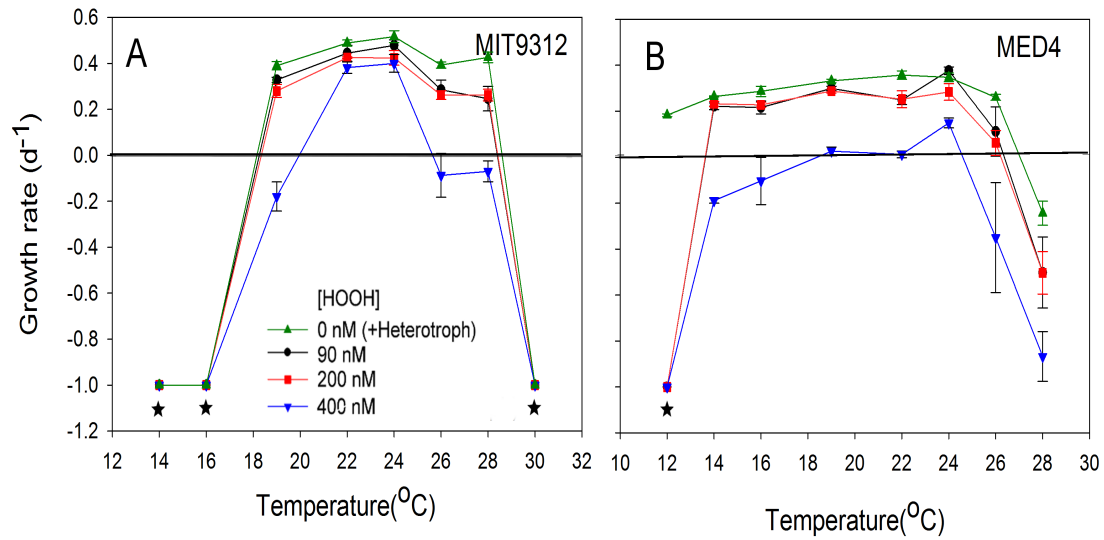 A
MIT9312
Growth rate (d⁻¹)
0.6
0.4
0.2
0.0
-0.2
-0.4
-0.6
-0.8
-1.0
-1.2
[HOOH]
0 nM (+Heterotroph)
90 nM
200 nM
400 nM
12 14 16 18 20 22 24 26 28 30 32
Temperature(ᴼC)
B
MED4
10 12 14 16 18 20 22 24 26 28 30
Temperature(ᴼC)